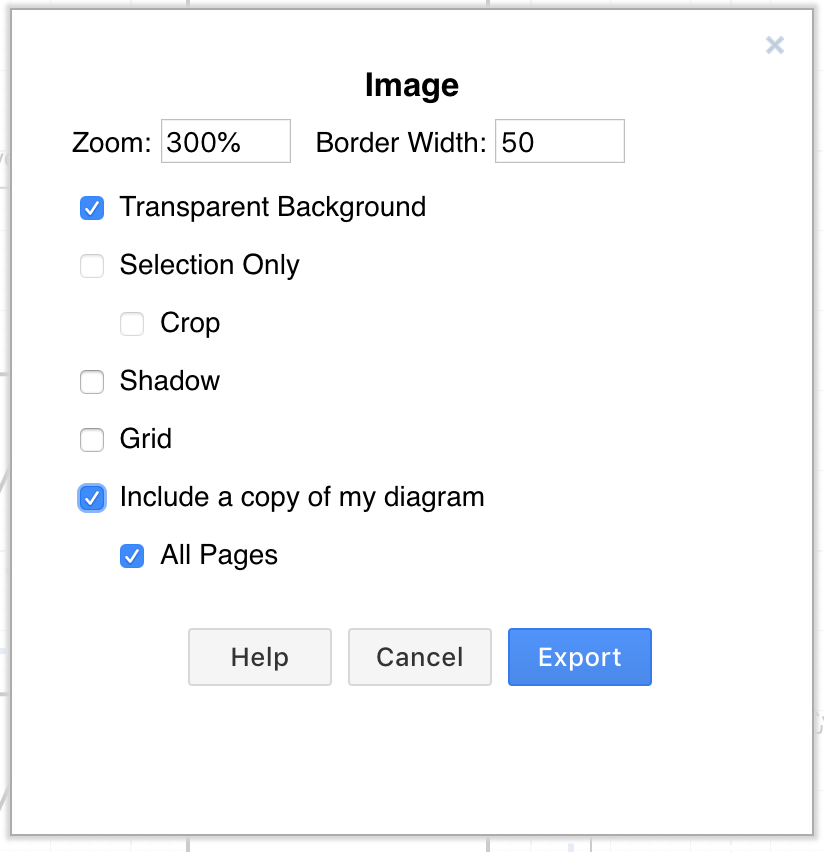 Image
Zoom: 300% Border Width: 50
Transparent Background
Selection Only
Crop
Shadow
Grid
Include a copy of my diagram
All Pages
Help Cancel Export